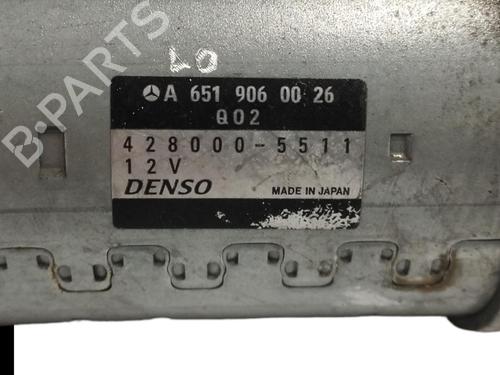 B-PARTS
A 651 906 00 26
Q02
428000-5511
12V
DENSO
MADE IN JAPAN